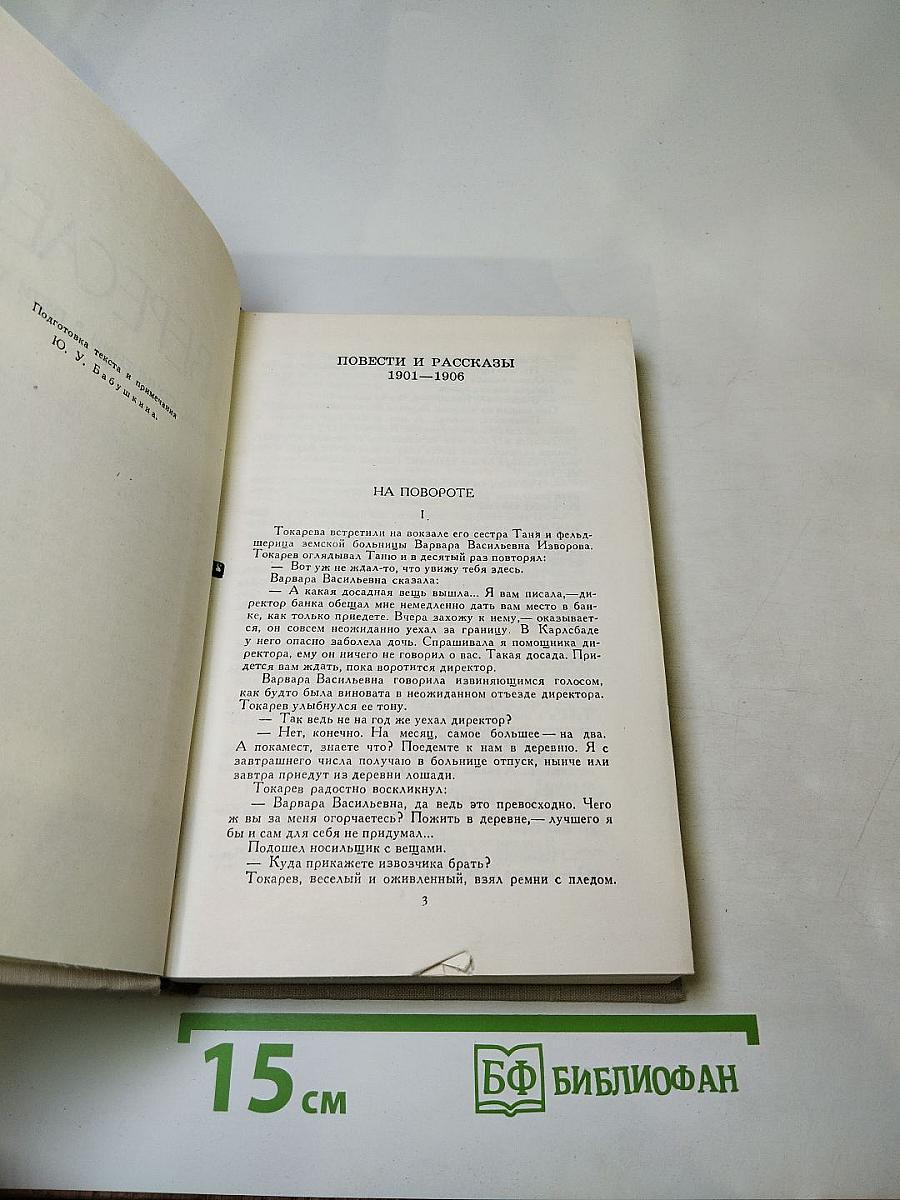 Подготовка текста и примечания
Ю. У. Бабушкина.
ПОВЕСТИ И РАССКАЗЫ
1901—1906
НА ПОВОРОТЕ
I.
Токарева встретили на вокзале его сестра Таня и фельд-
шерица земской больницы Варвара Васильевна Изворова.
Токарев оглядывал Таню и в десятый раз повторял:
— Вот уж не ждал-то, что увижу тебя здесь.
Варвара Васильевна сказала:
— А какая досадная вещь вышла... Я вам писала,—ди-
ректор банка обещал мне немедленно дать вам место в бан-
ке, как только приедете. Вчера захожу к нему,— оказывает-
ся, он совсем неожиданно уехал за границу. В Карлсбаде
у него опасно заболела дочь. Спрашивала я помощника ди-
ректора, ему он ничего не говорил о вас. Такая досада. При-
дется вам ждать, пока воротится директор.
Варвара Васильевна говорила извиняющимся голосом,
как будто была виновата в неожиданном отъезде директора.
Токарев улыбнулся ее тону.
— Так ведь не на год же уехал директор?
— Нет, конечно. На месяц, самое большее — на два.
А покамест, знаете что? Поедемте к нам в деревню. Я с
завтрашнего числа получаю в больнице отпуск, нынче или
завтра приедут из деревни лошади.
Токарев радостно воскликнул:
— Варвара Васильевна, да ведь это превосходно. Чего
ж вы за меня огорчаетесь? Пожить в деревне,— лучшего я
бы и сам для себя не придумал...
Подошел носильщик с вещами.
— Куда прикажете извозчика брать?
Токарев, веселый и оживленный, взял ремни с пледом.
3
15 см
БФ БИБЛИОФАН